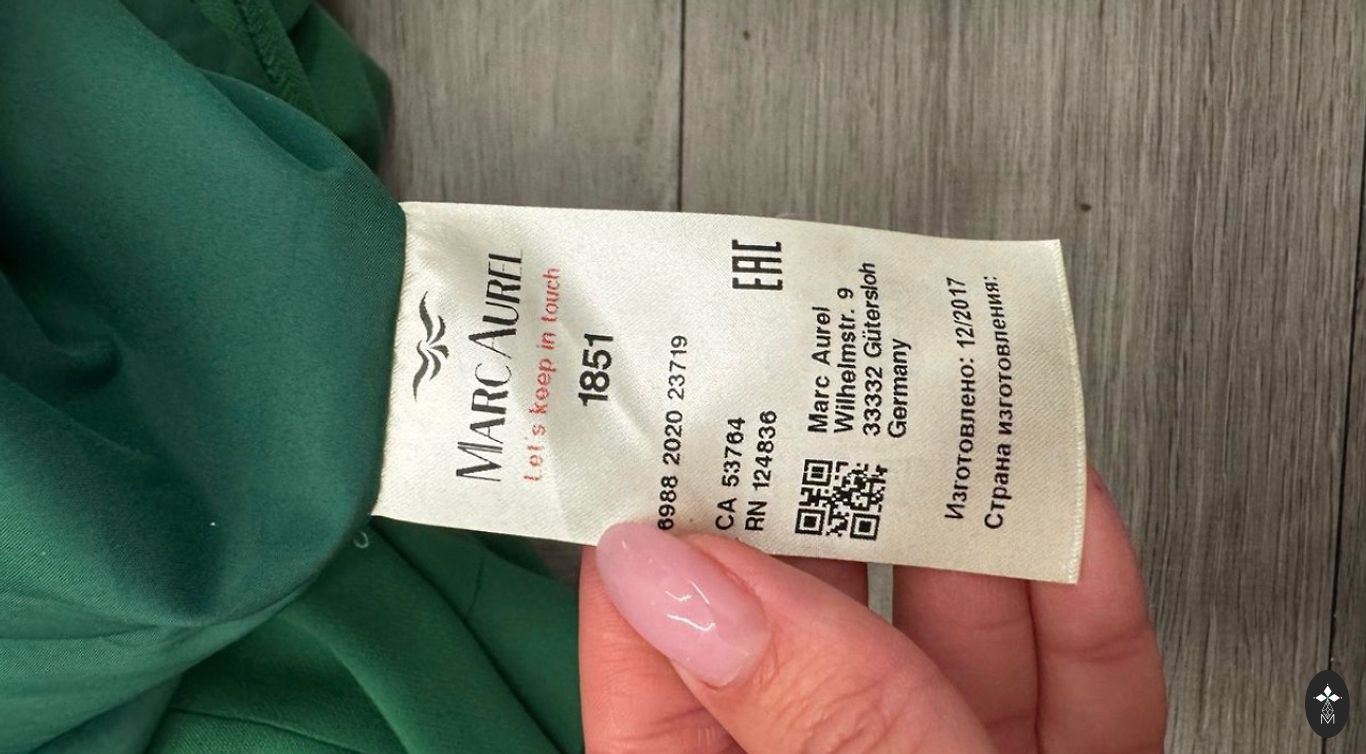 MARC AUREL
Let's keep in touch
1851
6988 2020 23719
CA 53764
RN 124836
EAC
Marc Aurel
Wilhelmstr. 9
33332 Gütersloh
Germany
Изготовлено: 12/2017
Страна изготовления:
M